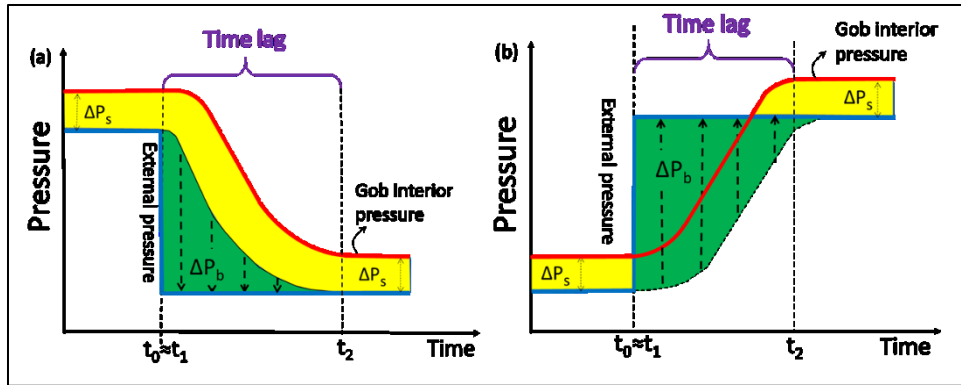 (a)
Time lag
ΔPs
Pressure
External pressure
ΔPb
Gob interior
pressure
ΔPs
t0≈t1
t2
Time
(b)
Time lag
Gob interior
pressure
ΔPs
Pressure
External pressure
ΔPb
ΔPs
t0≈t1
t2
Time